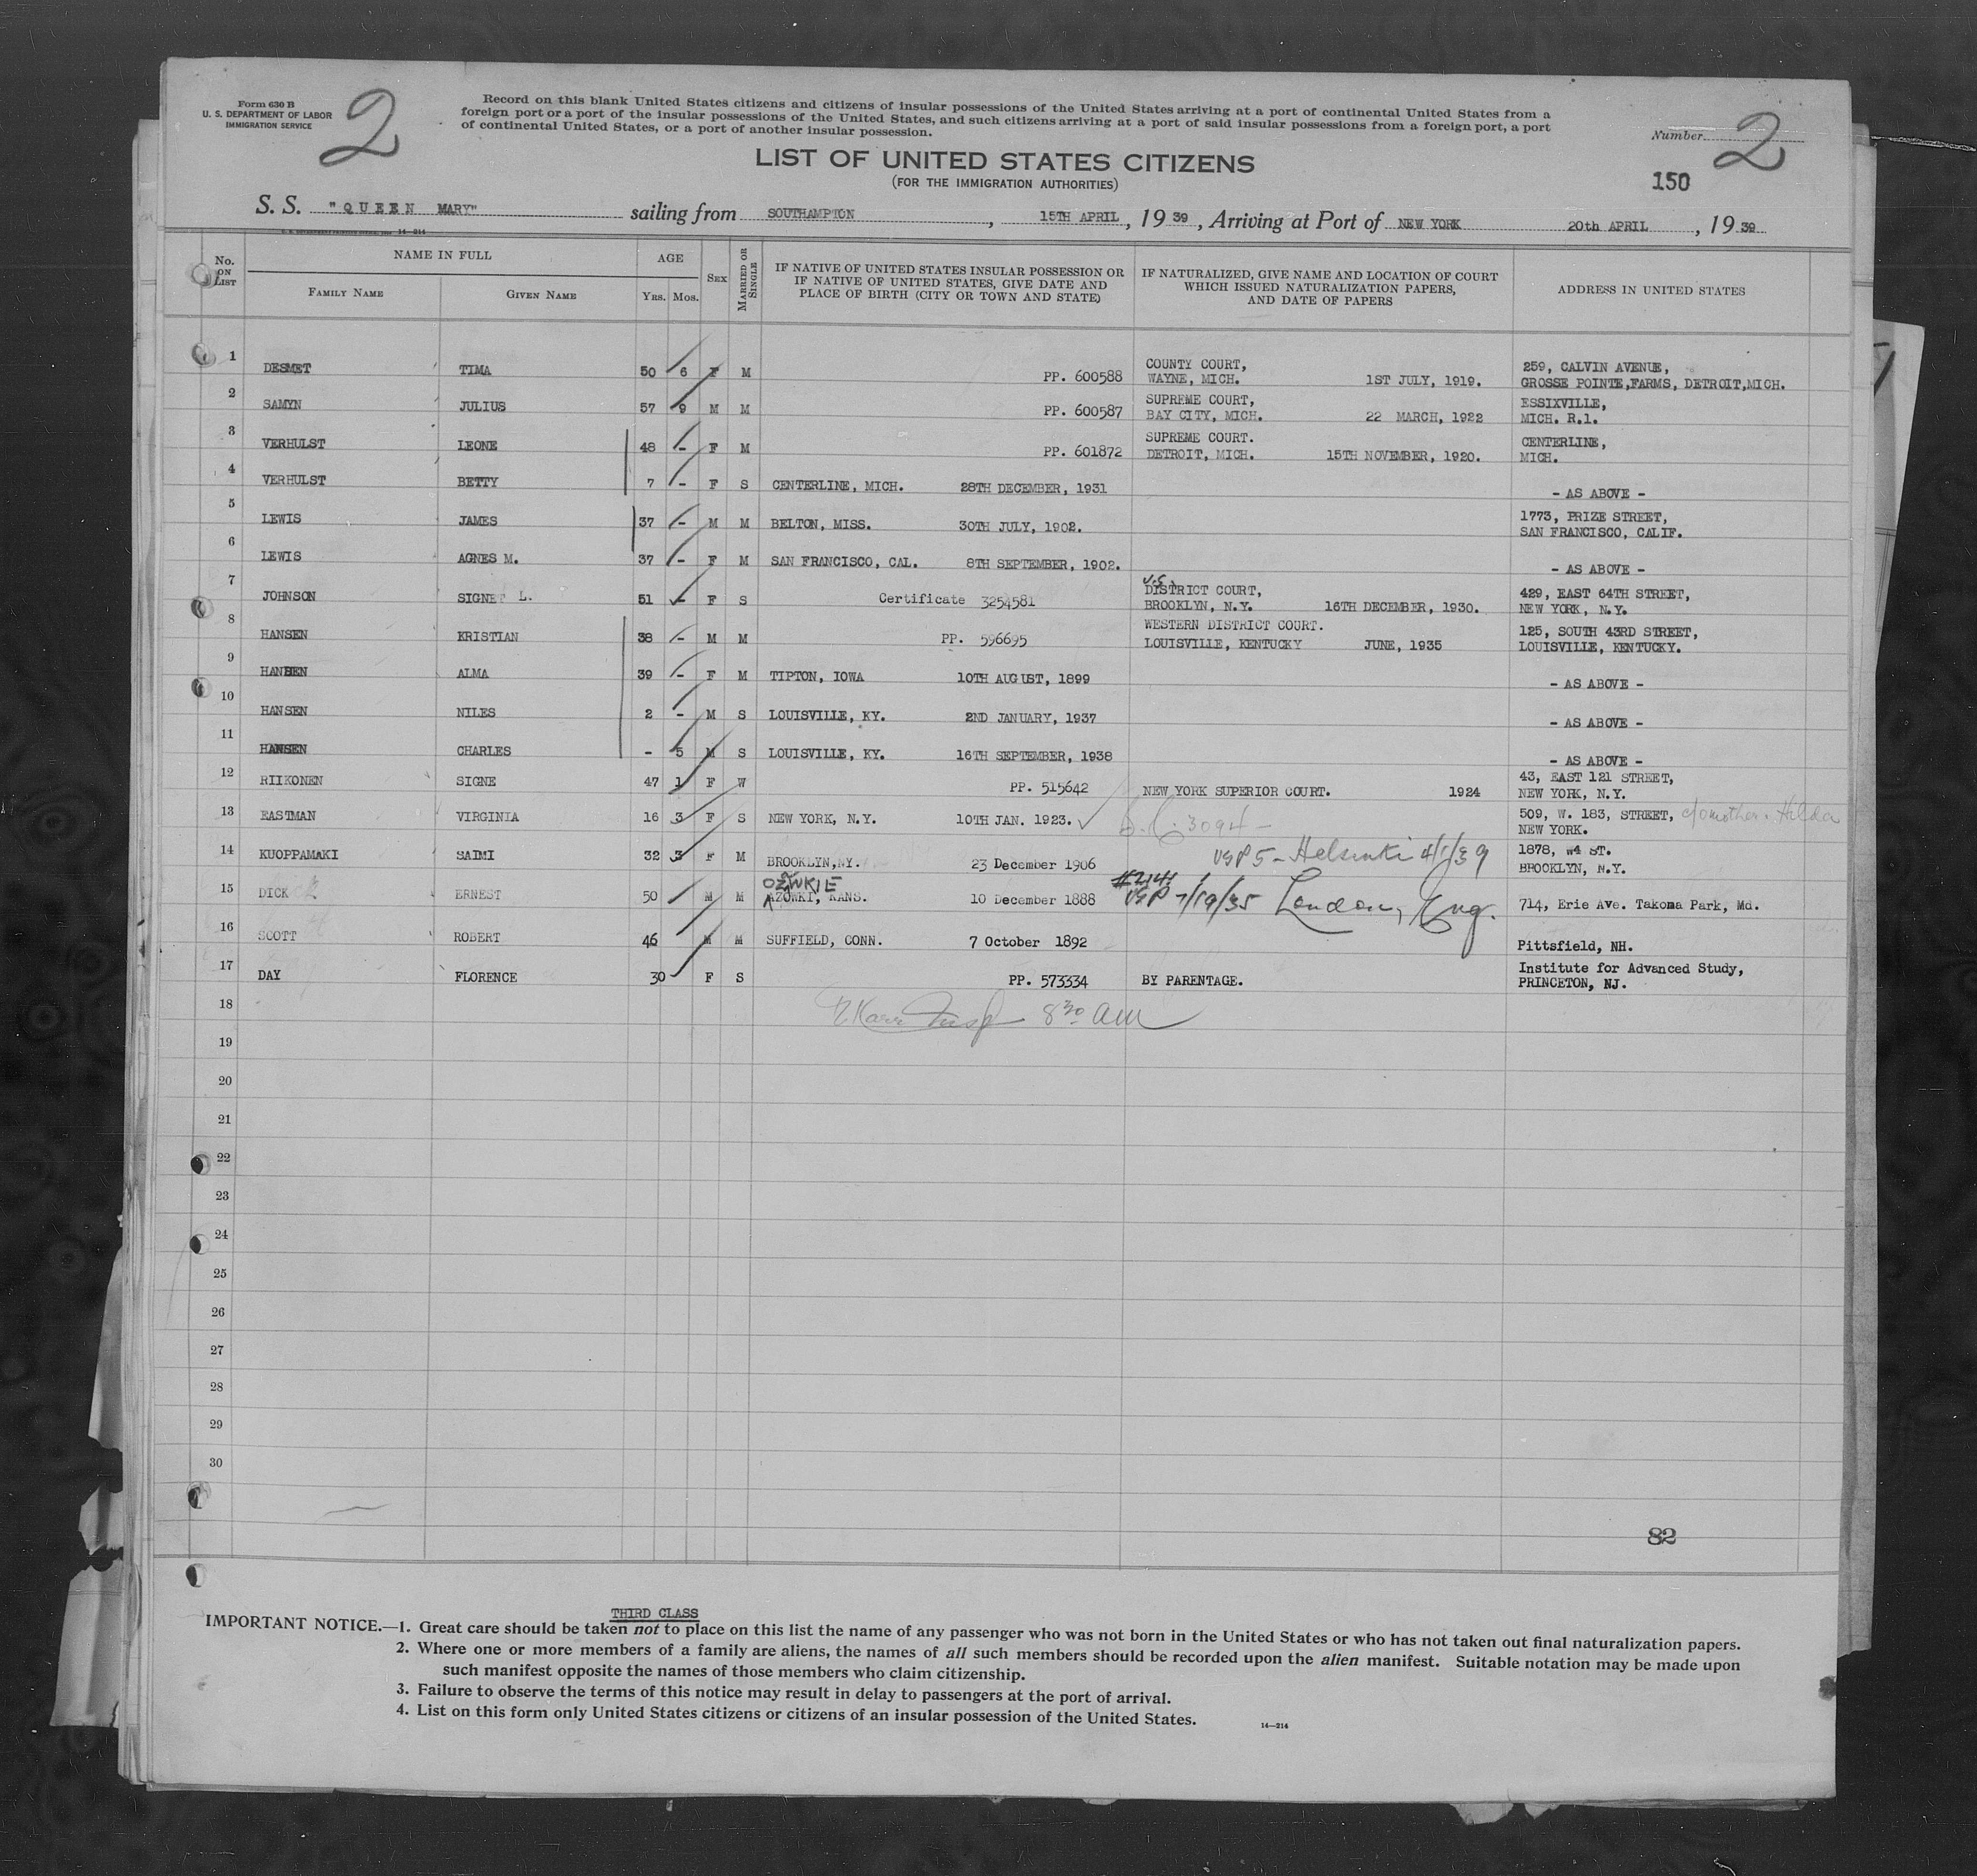 Form 630 B
U. S. DEPARTMENT OF LABOR
IMMIGRATION SERVICE
2
Record on this blank United States citizens and citizens of insular possessions of the United States arriving at a port of continental United States from a
foreign port or a port of the insular possessions of the United States, and such citizens arriving at a port of said insular possessions from a foreign port, a port
of continental United States, or a port of another insular possession.
Number 2
LIST OF UNITED STATES CITIZENS
(FOR THE IMMIGRATION AUTHORITIES)
150
S. S. "QUEEN MARY" sailing from SOUTHAMPTON, 15TH APRIL, 19 39, Arriving at Port of NEW YORK 20th APRIL, 19 39
14—214
No. ON LIST
NAME IN FULL
FAMILY NAME GIVEN NAME
AGE
YRS. MOS.
SEX
MARRIED OR SINGLE
IF NATIVE OF UNITED STATES INSULAR POSSESSION OR
IF NATIVE OF UNITED STATES, GIVE DATE AND
PLACE OF BIRTH (CITY OR TOWN AND STATE)
IF NATURALIZED, GIVE NAME AND LOCATION OF COURT
WHICH ISSUED NATURALIZATION PAPERS,
AND DATE OF PAPERS
ADDRESS IN UNITED STATES
1 DESMET TIMA 50 6 F M PP. 600588 COUNTY COURT,
WAYNE, MICH. 1ST JULY, 1919. 259, CALVIN AVENUE,
GROSSE POINTE,FARMS, DETROIT,MICH.
2 SAMYN JULIUS 57 9 M M PP. 600587 SUPREME COURT,
BAY CITY, MICH. 22 MARCH, 1922 ESSIXVILLE,
MICH. R.1.
3 VERHULST LEONE 48 - F M PP. 601872 SUPREME COURT.
DETROIT, MICH. 15TH NOVEMBER, 1920. CENTERLINE,
MICH.
4 VERHULST BETTY 7 - F S CENTERLINE, MICH. 28TH DECEMBER, 1931 - AS ABOVE -
5 LEWIS JAMES 37 - M M BELTON, MISS. 30TH JULY, 1902. 1773, PRIZE STREET,
SAN FRANCISCO, CALIF.
6 LEWIS AGNES M. 37 - F M SAN FRANCISCO, CAL. 8TH SEPTEMBER, 1902. - AS ABOVE -
7 JOHNSON SIGNE L. 51 - F S Certificate 3254581 U.S. DISTRICT COURT,
BROOKLYN, N.Y. 16TH DECEMBER, 1930. 429, EAST 64TH STREET,
NEW YORK, N.Y.
8 HANSEN KRISTIAN 38 - M M PP. 596695 WESTERN DISTRICT COURT.
LOUISVILLE, KENTUCKY JUNE, 1935 125, SOUTH 43RD STREET,
LOUISVILLE, KENTUCKY.
9 HANSEN ALMA 39 - F M TIPTON, IOWA 10TH AUGUST, 1899 - AS ABOVE -
10 HANSEN NILES 2 - M S LOUISVILLE, KY. 2ND JANUARY, 1937 - AS ABOVE -
11 HANSEN CHARLES - 5 M S LOUISVILLE, KY. 16TH SEPTEMBER, 1938 - AS ABOVE -
12 RIIKONEN SIGNE 47 1 F W PP. 515642 NEW YORK SUPERIOR COURT. 1924 43, EAST 121 STREET,
NEW YORK, N.Y.
13 EASTMAN VIRGINIA 16 3 F S NEW YORK, N.Y. 10TH JAN. 1923. 3094 - 509, W. 183, STREET, c/o mother. Hilda
NEW YORK.
14 KUOPPAMAKI SAIMI 32 3 F M BROOKLYN,NY. 23 December 1906 USP 5 - Helsinki 4/1/39 1878, W4 ST.
BROOKLYN, N.Y.
15 DICK ERNEST 50 M M OZWKIE
AZOWKI, KANS. 10 December 1888 #2141
USP 7/19/35 London, Eng. 714, Erie Ave. Takoma Park, Md.
16 SCOTT ROBERT 46 M M SUFFIELD, CONN. 7 October 1892 Pittsfield, NH.
17 DAY FLORENCE 30 F S PP. 573334 BY PARENTAGE. Institute for Advanced Study,
PRINCETON, NJ.
18 Insp 8 30 am
19
20
21
22
23
24
25
26
27
28
29
30
82
THIRD CLASS
IMPORTANT NOTICE.—1. Great care should be taken not to place on this list the name of any passenger who was not born in the United States or who has not taken out final naturalization papers.
2. Where one or more members of a family are aliens, the names of all such members should be recorded upon the alien manifest. Suitable notation may be made upon
such manifest opposite the names of those members who claim citizenship.
3. Failure to observe the terms of this notice may result in delay to passengers at the port of arrival.
4. List on this form only United States citizens or citizens of an insular possession of the United States.
14—214